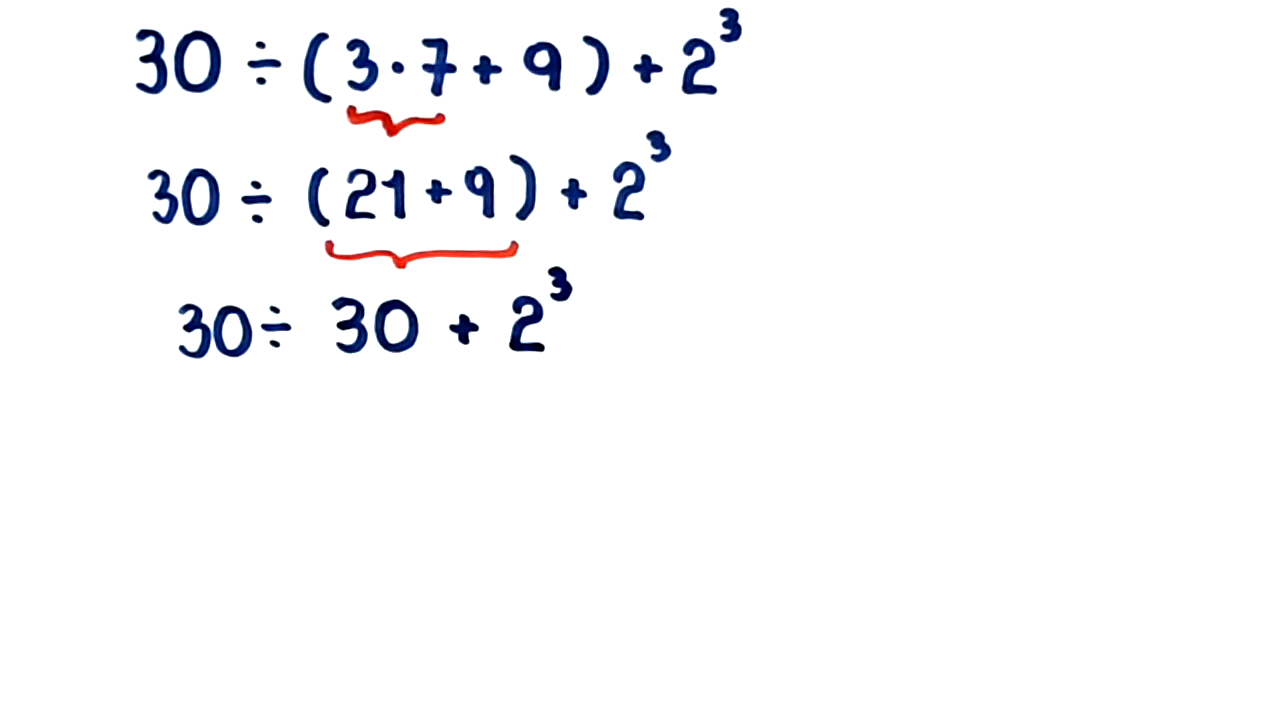 30 ÷ (3 · 7 + 9) + 2³
30 ÷ (21 + 9) + 2³
30 ÷ 30 + 2³